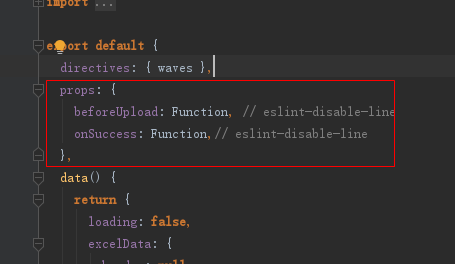 import ...
export default {
directives: { waves },
props: {
beforeUpload: Function, // eslint-disable-line
onSuccess: Function,// eslint-disable-line
},
data() {
return {
loading: false,
excelData: {